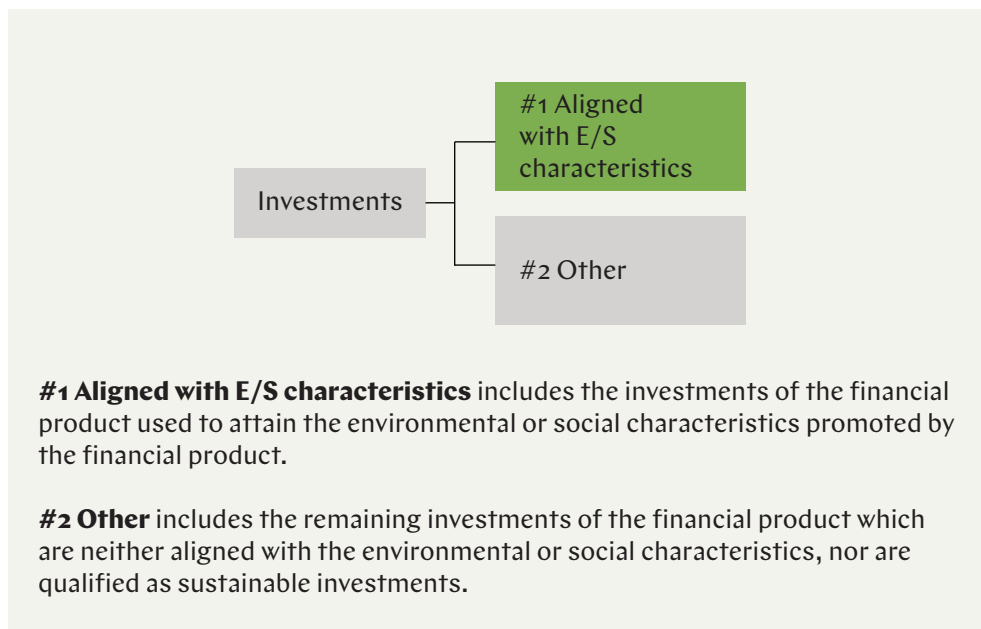 #1 Aligned
with E/S
characteristics
Investments
#2 Other
#1 Aligned with E/S characteristics includes the investments of the financial
product used to attain the environmental or social characteristics promoted by
the financial product.
#2 Other includes the remaining investments of the financial product which
are neither aligned with the environmental or social characteristics, nor are
qualified as sustainable investments.